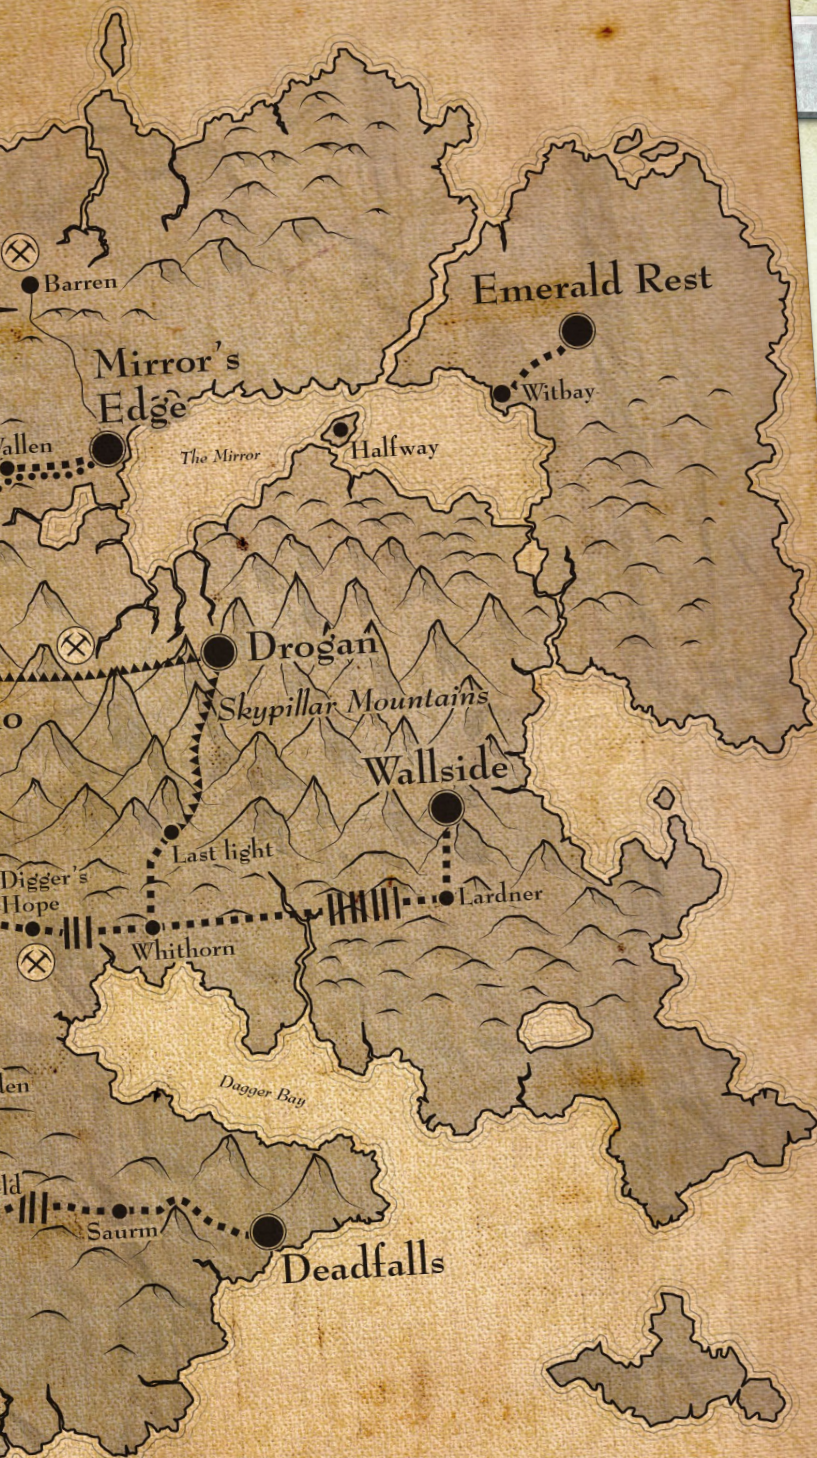 Emerald Rest
Barren
Mirror's
Edge
Witbay
Halfway
The Mirror
Drogan
Skypillar Mountains
Wallside
Last light
Digger's
Hope
Lardner
Whithorn
Dagger Bay
Saurm
Deadfalls